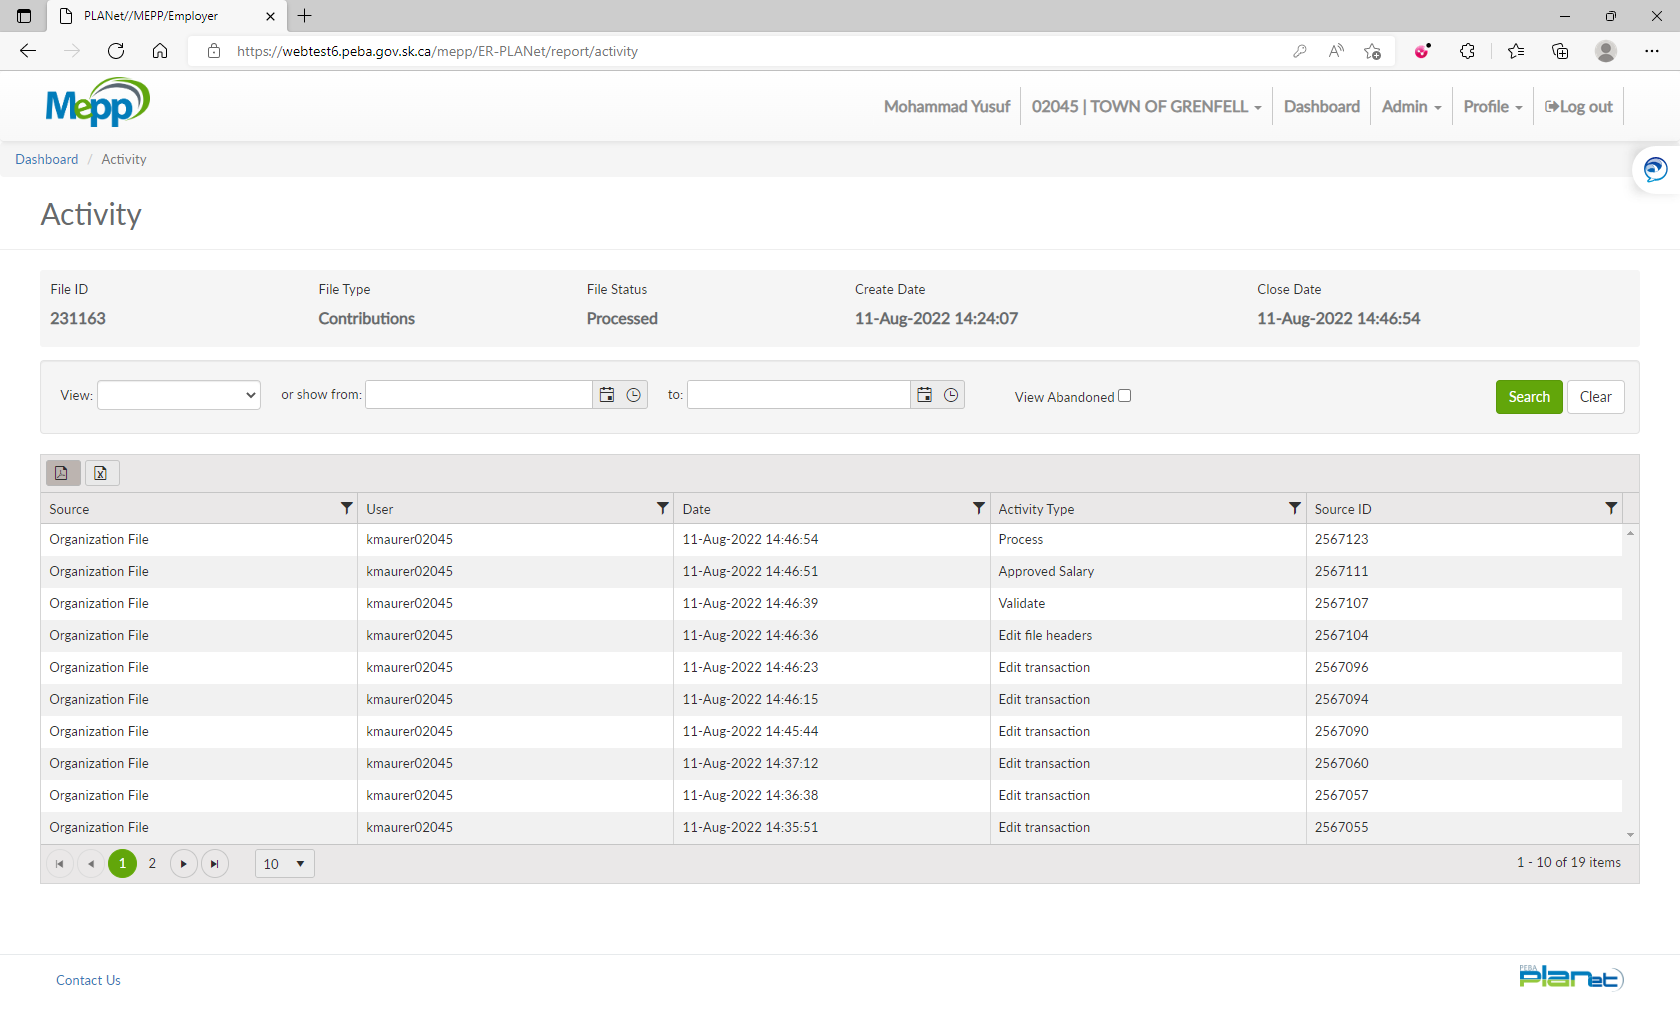 PLANet//MEPP/Employer
https://webtest6.peba.gov.sk.ca/mepp/ER-PLANet/report/activity
Mepp
Mohammad Yusuf 02045 | TOWN OF GRENFELL Dashboard Admin Profile Log out
Dashboard / Activity
Activity
File ID File Type File Status Create Date Close Date
231163 Contributions Processed 11-Aug-2022 14:24:07 11-Aug-2022 14:46:54
View: or show from: to: View Abandoned Search Clear
Source User Date Activity Type Source ID
Organization File kmaurer02045 11-Aug-2022 14:46:54 Process 2567123
Organization File kmaurer02045 11-Aug-2022 14:46:51 Approved Salary 2567111
Organization File kmaurer02045 11-Aug-2022 14:46:39 Validate 2567107
Organization File kmaurer02045 11-Aug-2022 14:46:36 Edit file headers 2567104
Organization File kmaurer02045 11-Aug-2022 14:46:23 Edit transaction 2567096
Organization File kmaurer02045 11-Aug-2022 14:46:15 Edit transaction 2567094
Organization File kmaurer02045 11-Aug-2022 14:45:44 Edit transaction 2567090
Organization File kmaurer02045 11-Aug-2022 14:37:12 Edit transaction 2567060
Organization File kmaurer02045 11-Aug-2022 14:36:38 Edit transaction 2567057
Organization File kmaurer02045 11-Aug-2022 14:35:51 Edit transaction 2567055
1 2 10 1 - 10 of 19 items
Contact Us
PEBA
Planet